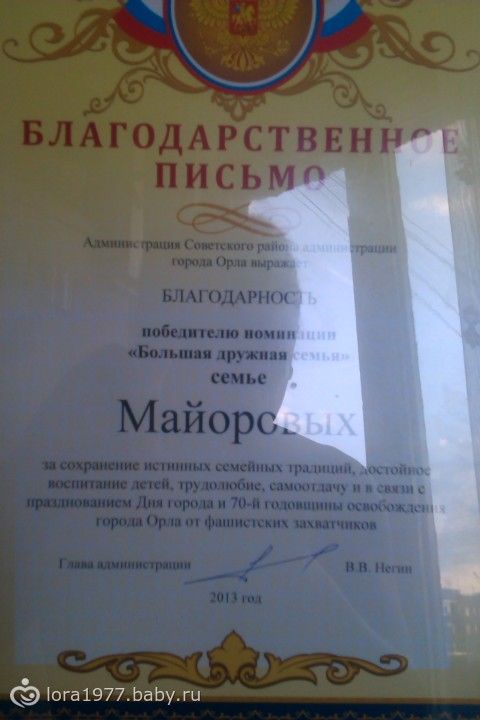 БЛАГОДАРСТВЕННОЕ
ПИСЬМО
Администрация Советского района администрации
города Орла выражает
БЛАГОДАРНОСТЬ
победителю номинации
«Большая дружная семья»
семье
Майоровых
за сохранение истинных семейных традиций, достойное
воспитание детей, трудолюбие, самоотдачу и в связи с
празднованием Дня города и 70-й годовщины освобождения
города Орла от фашистских захватчиков
Глава администрации В.В. Негин
2013 год
lora1977.baby.ru